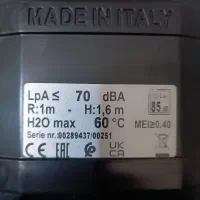 MADE IN ITALY
LpA ≤ 70 dBA
R:1m - H:1,6 m
H2O max 60 °C
MEI≥0.40
Serie nr.:00289437/00251
CE EAC UK CA
85